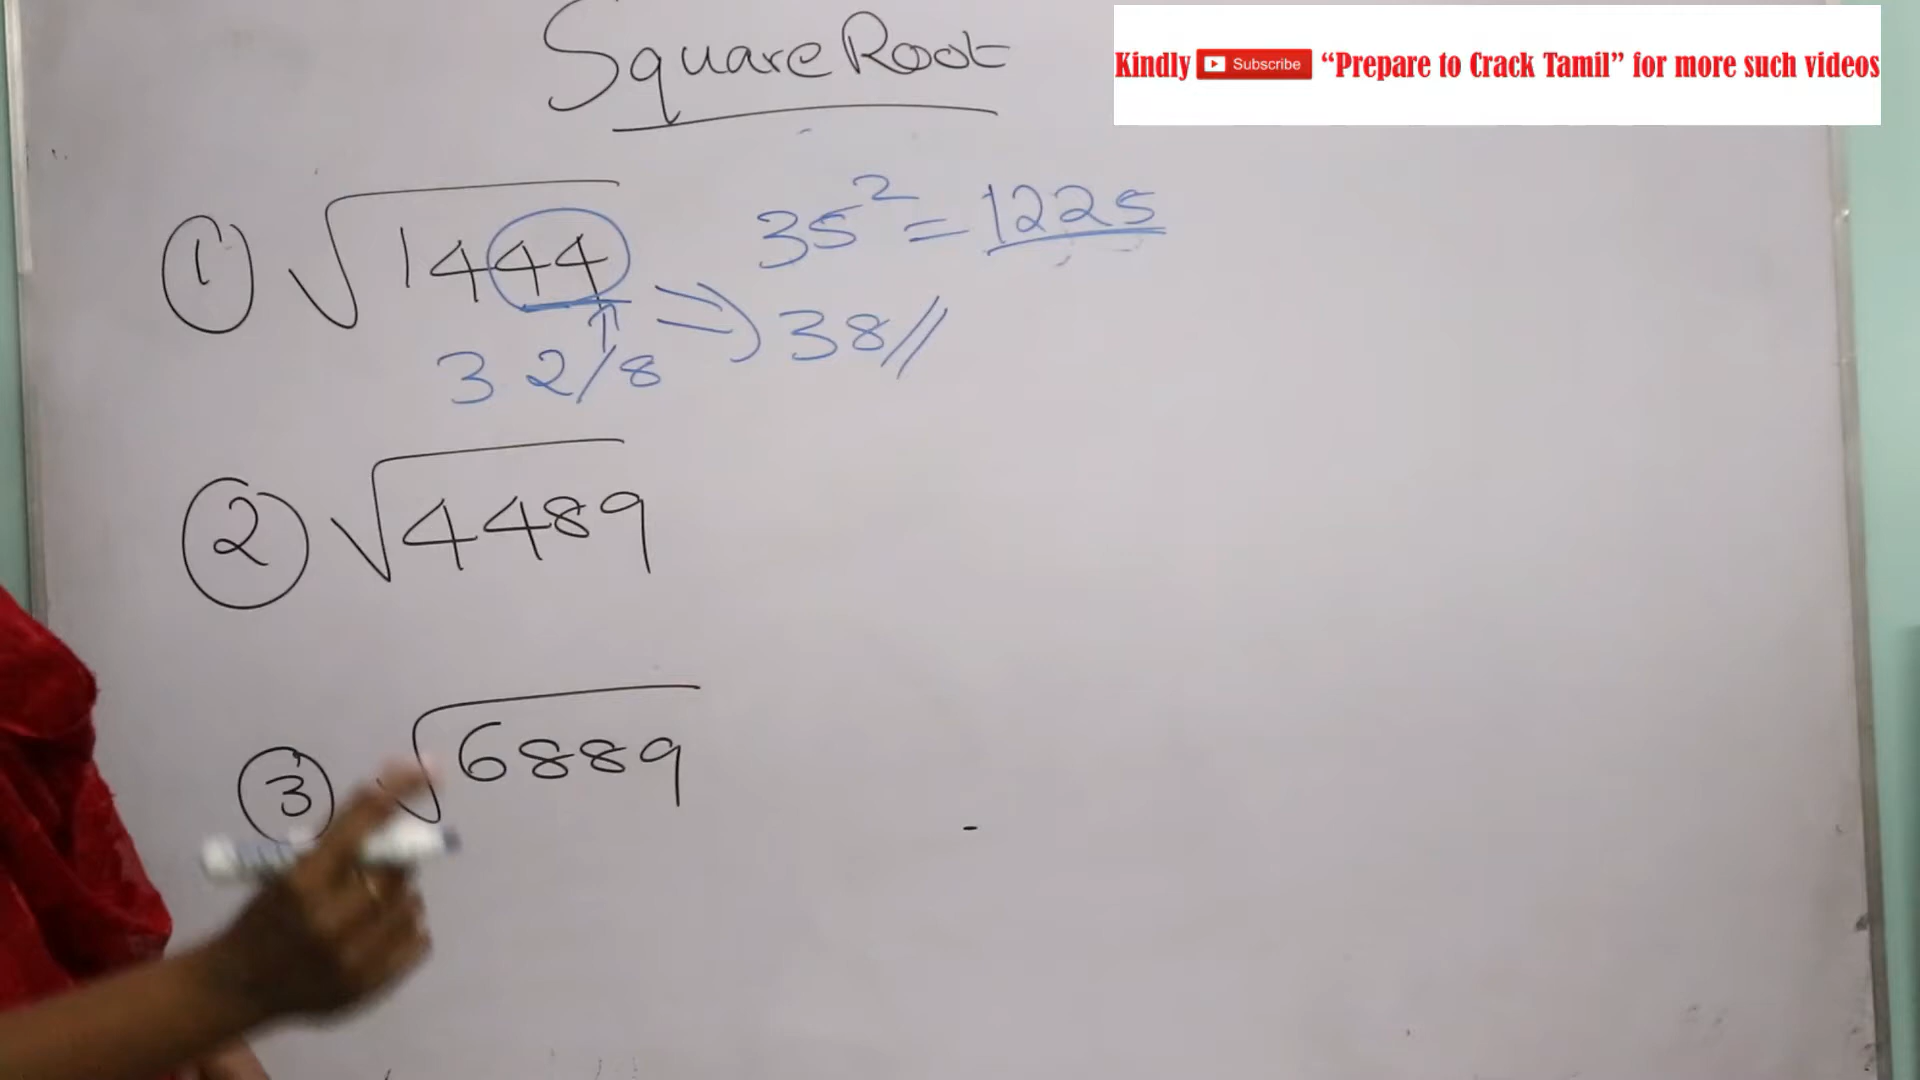 Square Root
Kindly Subscribe “Prepare to Crack Tamil” for more such videos
① √1444 35² = 1225
3 2/8 ⇒ 38//
② √4489
③ √6889